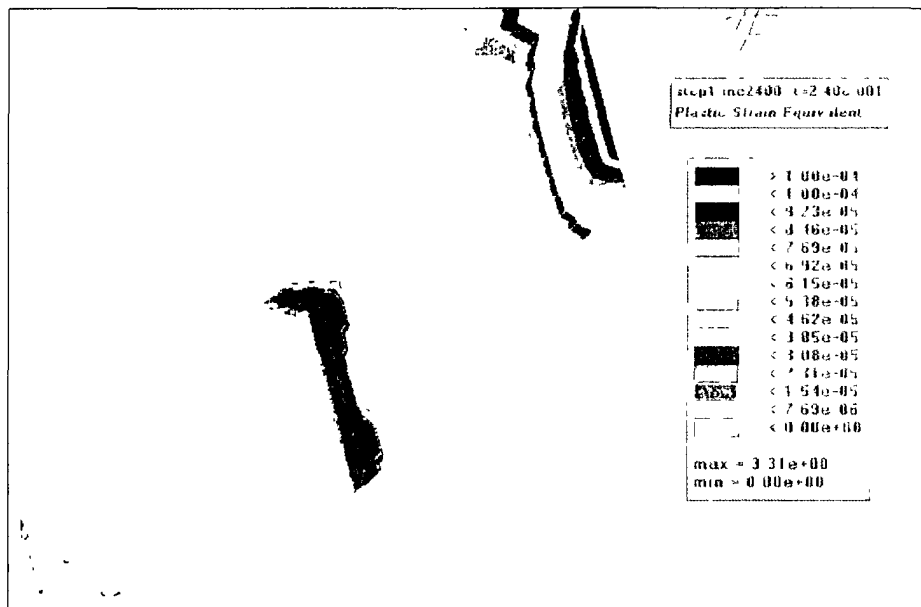 step1 inc2400 t=2.40e-001
Plastic Strain Equivalent
> 1.00e-04
< 1.00e-04
< 9.23e-05
< 8.46e-05
< 7.69e-05
< 6.92e-05
< 6.15e-05
< 5.38e-05
< 4.62e-05
< 3.85e-05
< 3.08e-05
< 2.31e-05
< 1.54e-05
< 7.69e-06
< 0.00e+00
max = 3.31e+00
min = 0.00e+00